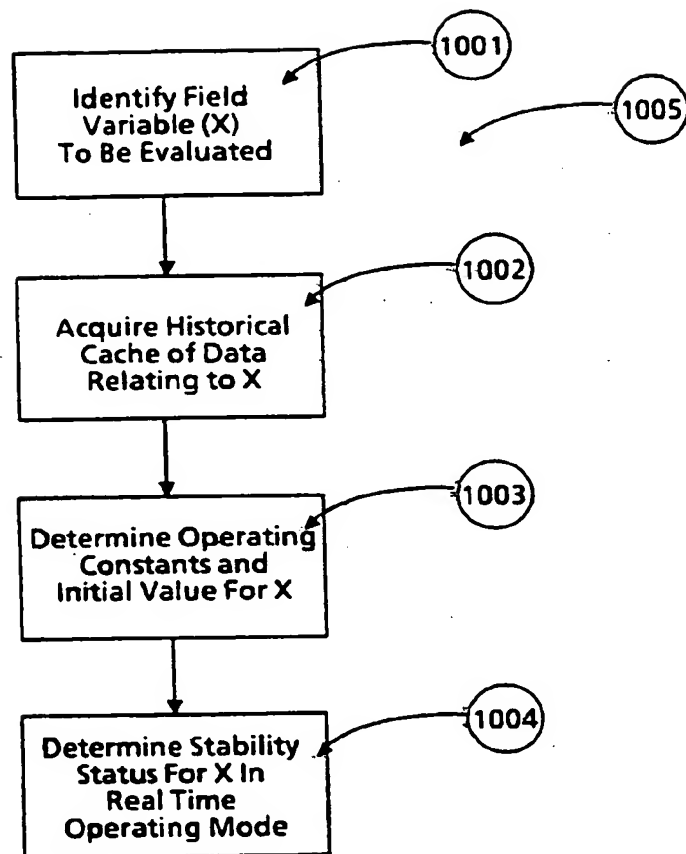 1001
Identify Field
Variable (X)
To Be Evaluated
1005
1002
Acquire Historical
Cache of Data
Relating to X
1003
Determine Operating
Constants and
Initial Value For X
1004
Determine Stability
Status For X In
Real Time
Operating Mode